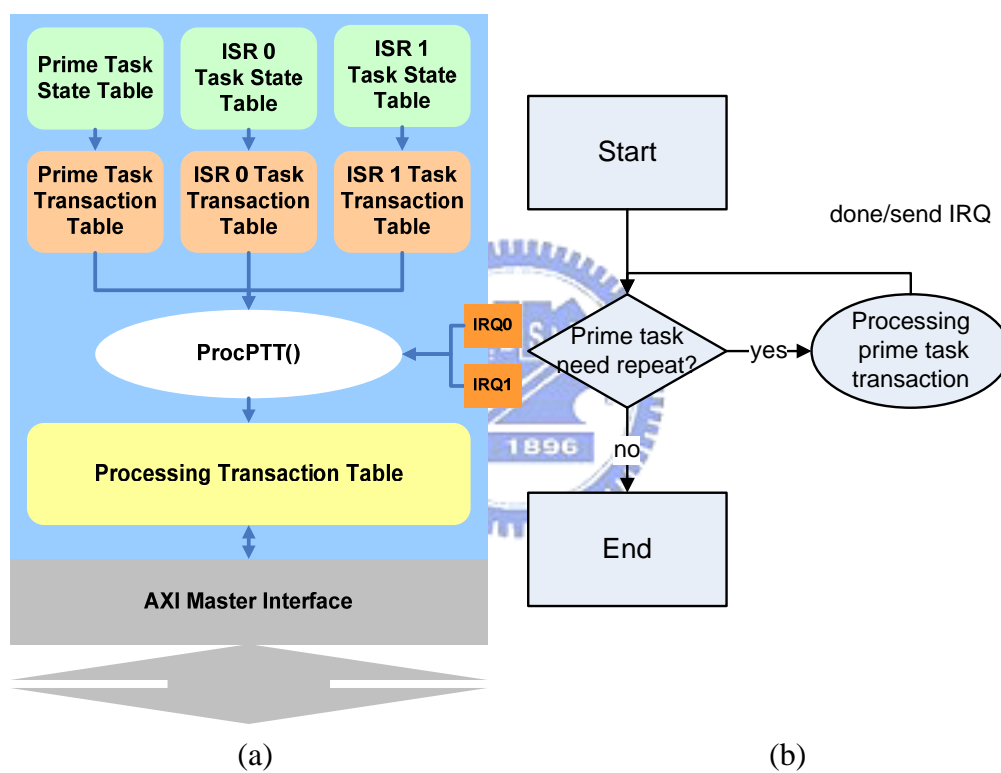 Prime Task
State Table
ISR 0
Task State
Table
ISR 1
Task State
Table
Prime Task
Transaction
Table
ISR 0 Task
Transaction
Table
ISR 1 Task
Transaction
Table
ProcPTT()
IRQ0
IRQ1
Processing Transaction Table
AXI Master Interface
(a)
Start
done/send IRQ
Prime task
need repeat?
yes
Processing
prime task
transaction
no
End
1896
(b)